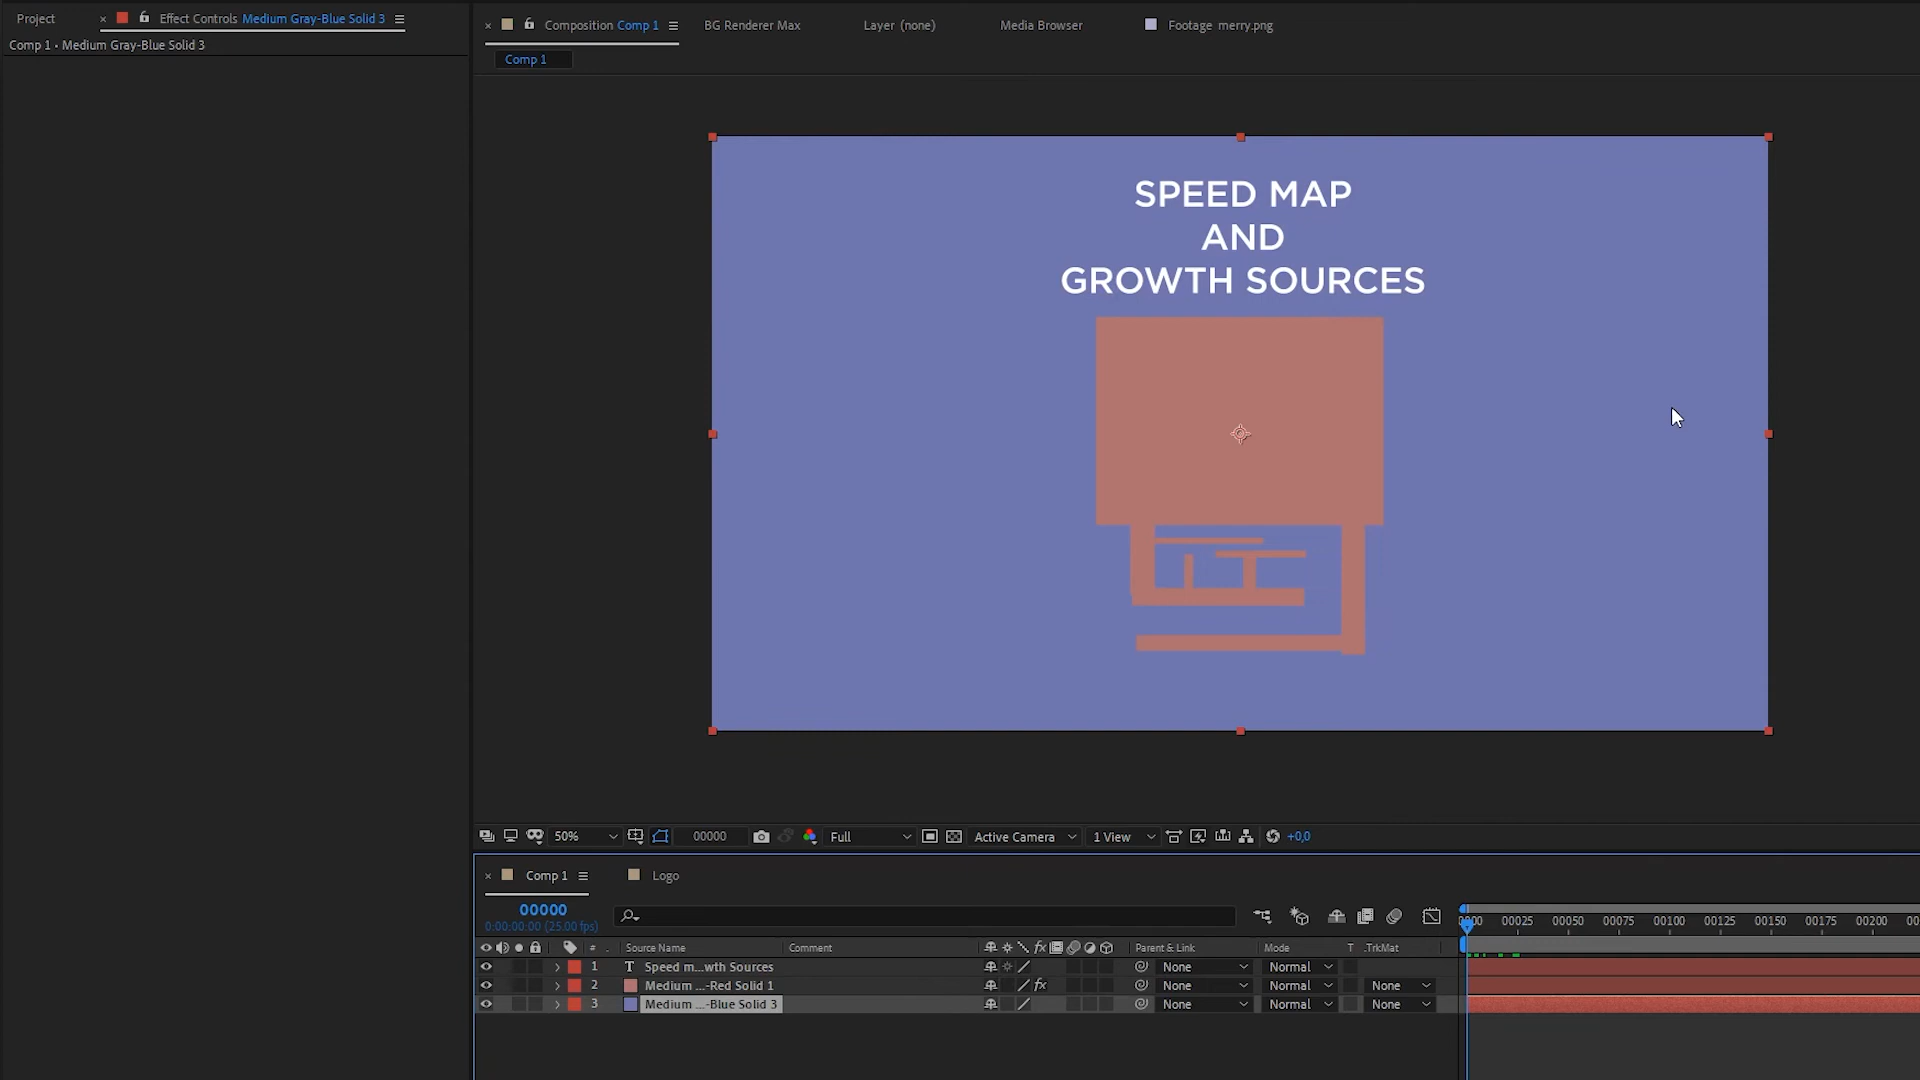 Project
Effect Controls Medium Gray-Blue Solid 3
Comp 1 • Medium Gray-Blue Solid 3
Composition Comp 1
BG Renderer Max
Layer (none)
Media Browser
Footage merry.png
Comp 1
SPEED MAP
AND
GROWTH SOURCES
50%
00000
Full
Active Camera
1 View
+0,0
Comp 1
Logo
00000
0:00:00:00 (25.00 fps)
0000 00025 00050 00075 00100 00125 00150 00175 00200
# Source Name Comment fx Parent & Link Mode T .TrkMat
1 T Speed m...wth Sources None Normal
2 Medium ...-Red Solid 1 fx None Normal None
3 Medium ...-Blue Solid 3 None Normal None